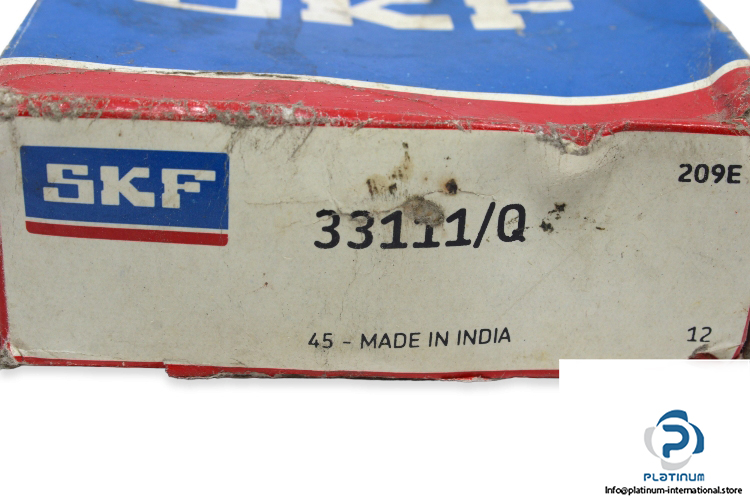 SKF
209E
SKF
33111/Q
45 - MADE IN INDIA
12
PLATINUM
Info@platinum-international.store